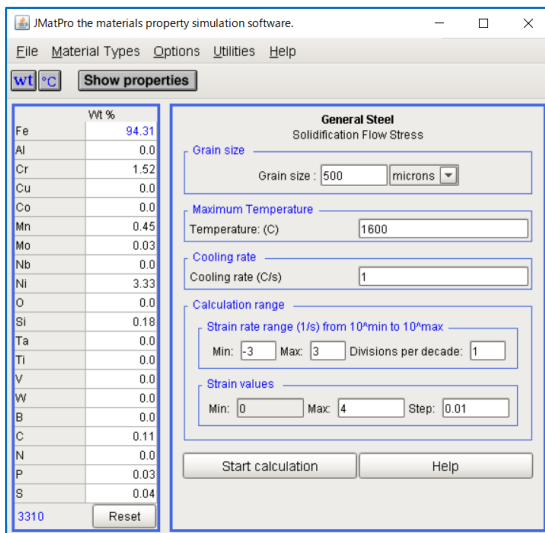 JMatPro the materials property simulation software.
File Material Types Options Utilities Help
wt °C Show properties
Wt %
Fe 94.31
Al 0.0
Cr 1.52
Cu 0.0
Co 0.0
Mn 0.45
Mo 0.03
Nb 0.0
Ni 3.33
O 0.0
Si 0.18
Ta 0.0
Ti 0.0
V 0.0
W 0.0
B 0.0
C 0.11
N 0.0
P 0.03
S 0.04
3310 Reset
General Steel
Solidification Flow Stress
Grain size
Grain size : 500 microns
Maximum Temperature
Temperature: (C) 1600
Cooling rate
Cooling rate (C/s) 1
Calculation range
Strain rate range (1/s) from 10^min to 10^max
Min: -3 Max: 3 Divisions per decade: 1
Strain values
Min: 0 Max: 4 Step: 0.01
Start calculation Help